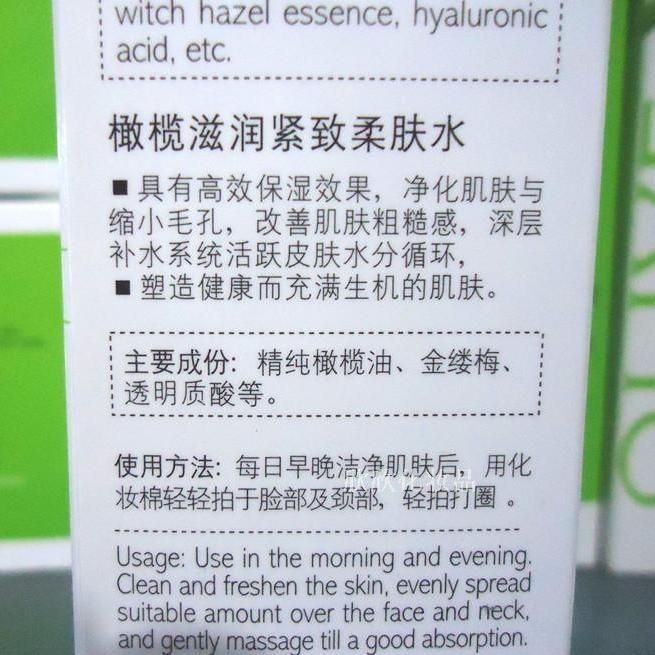 witch hazel essence, hyaluronic
acid, etc.
橄榄滋润紧致柔肤水
■ 具有高效保湿效果，净化肌肤与
缩小毛孔，改善肌肤粗糙感，深层
补水系统活跃皮肤水分循环，
■ 塑造健康而充满生机的肌肤。
主要成份：精纯橄榄油、金缕梅、
透明质酸等。
使用方法：每日早晚洁净肌肤后，用化
妆棉轻轻拍于脸部及颈部，轻拍打圈 。
Usage: Use in the morning and evening.
Clean and freshen the skin, evenly spread
suitable amount over the face and neck,
and gently massage till a good absorption.